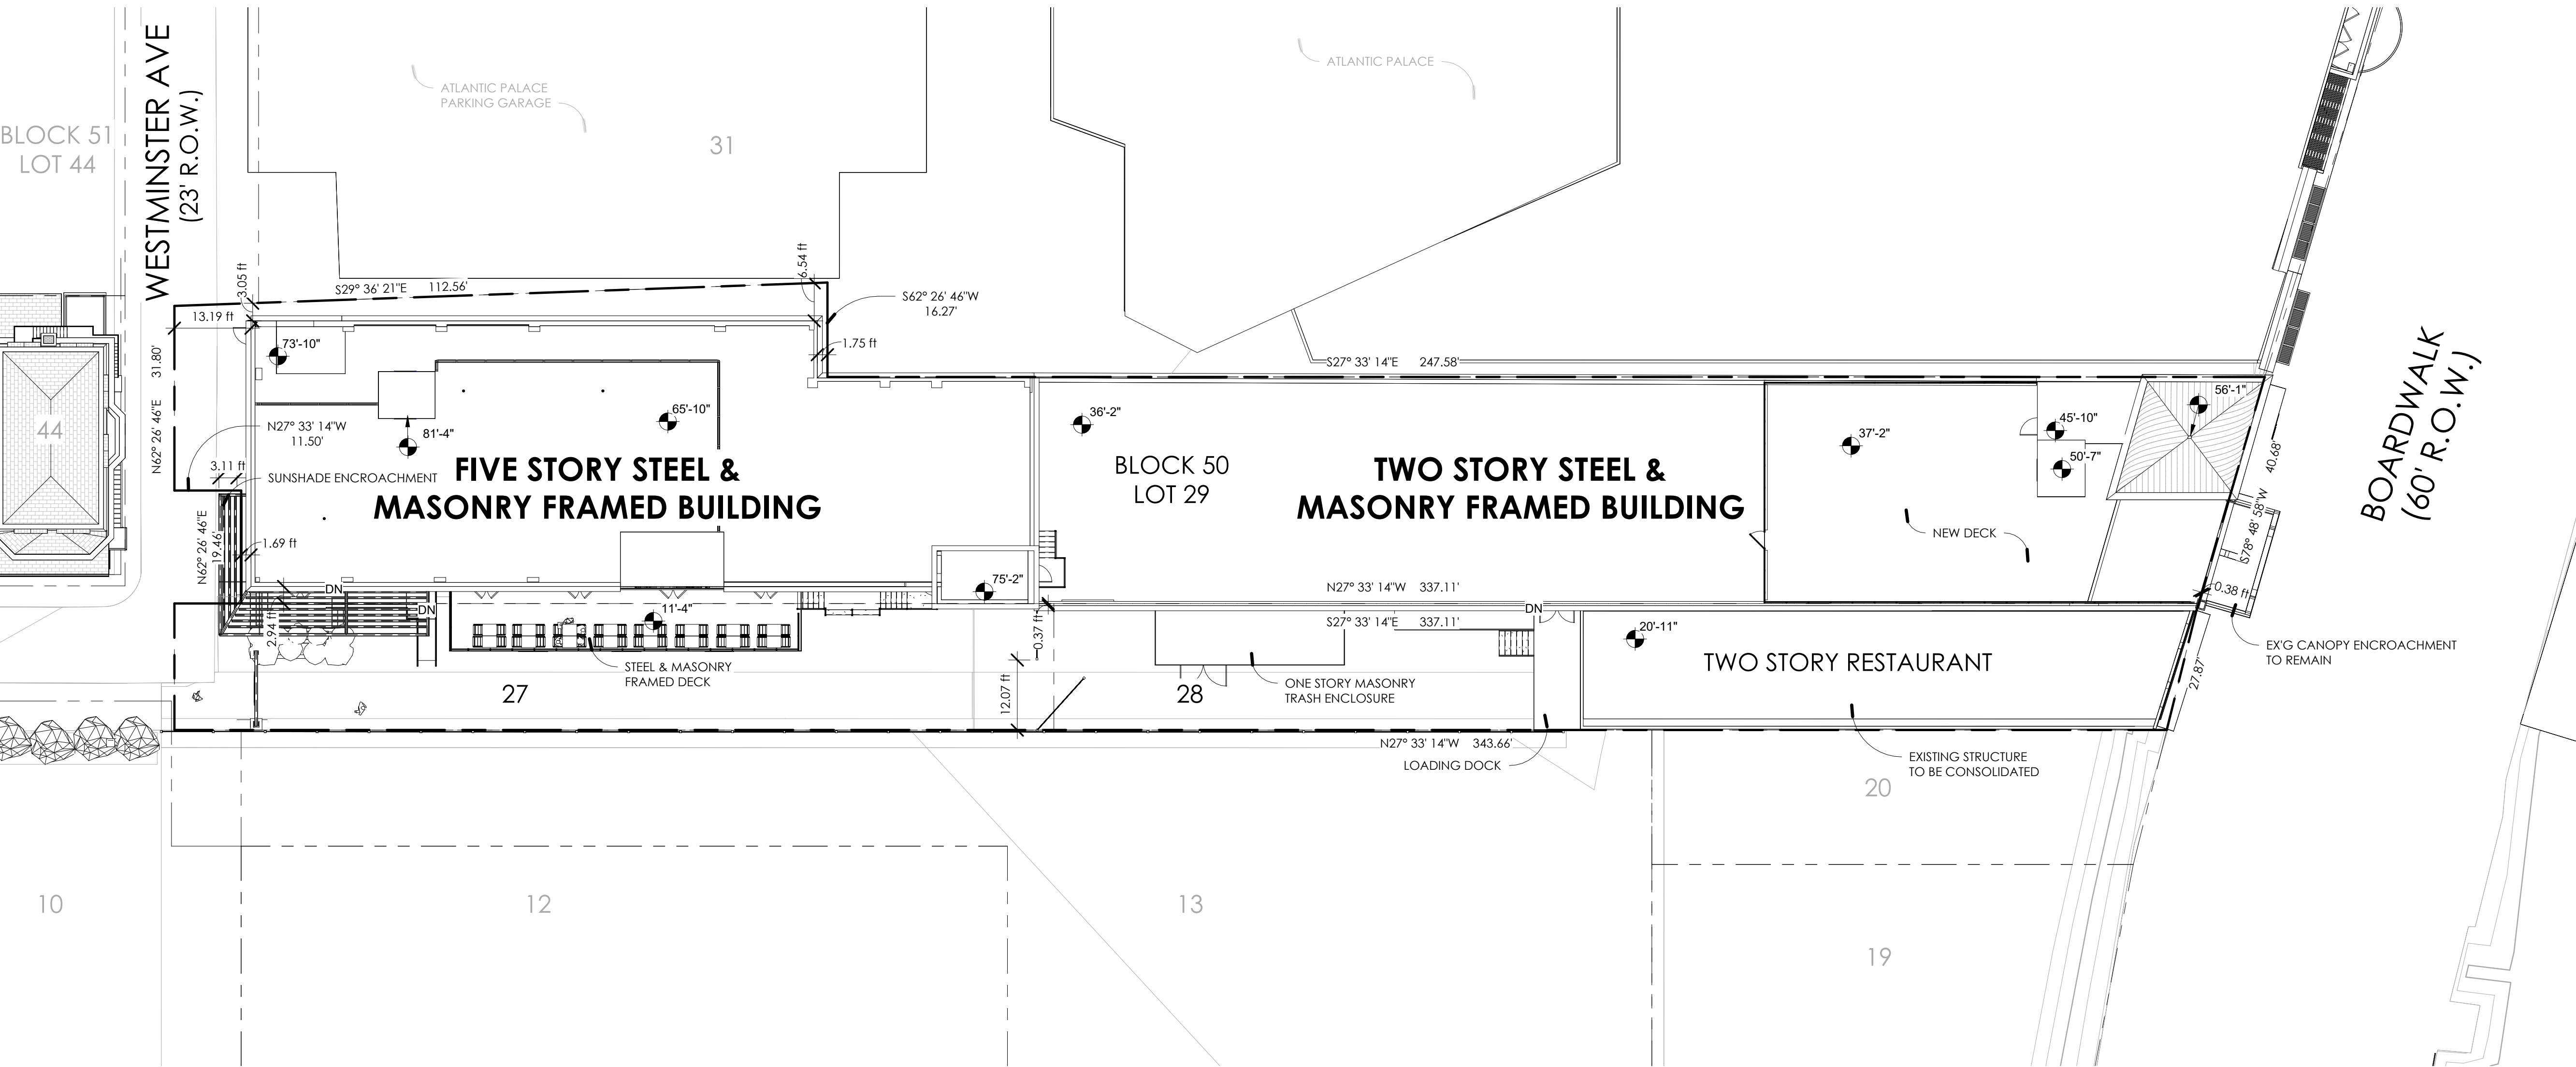 WESTMINSTER AVE
(23' R.O.W.)
BLOCK 51
LOT 44
44
ATLANTIC PALACE
PARKING GARAGE
31
ATLANTIC PALACE
3.05 ft
S29° 36' 21"E 112.56'
6.54 ft
13.19 ft
S62° 26' 46"W
16.27'
1.75 ft
N62° 26' 46"E 31.80'
73'-10"
65'-10"
81'-4"
N27° 33' 14"W
11.50'
3.11 ft
SUNSHADE ENCROACHMENT
FIVE STORY STEEL &
MASONRY FRAMED BUILDING
N62° 26' 46"E
19.46'
1.69 ft
DN
DN
2.94 ft
75'-2"
11'-4"
STEEL & MASONRY
FRAMED DECK
27
S27° 33' 14"E 247.58'
36'-2"
BLOCK 50
LOT 29
TWO STORY STEEL &
MASONRY FRAMED BUILDING
37'-2"
45'-10"
50'-7"
56'-1"
NEW DECK
40.68'
S78° 48' 58"W
BOARDWALK
(60' R.O.W.)
N27° 33' 14"W 337.11'
DN
S27° 33' 14"E 337.11'
0.37 ft
12.07 ft
28
ONE STORY MASONRY
TRASH ENCLOSURE
20'-11"
TWO STORY RESTAURANT
0.38 ft
27.87'
EX'G CANOPY ENCROACHMENT
TO REMAIN
N27° 33' 14"W 343.66'
LOADING DOCK
EXISTING STRUCTURE
TO BE CONSOLIDATED
20
10
12
13
19